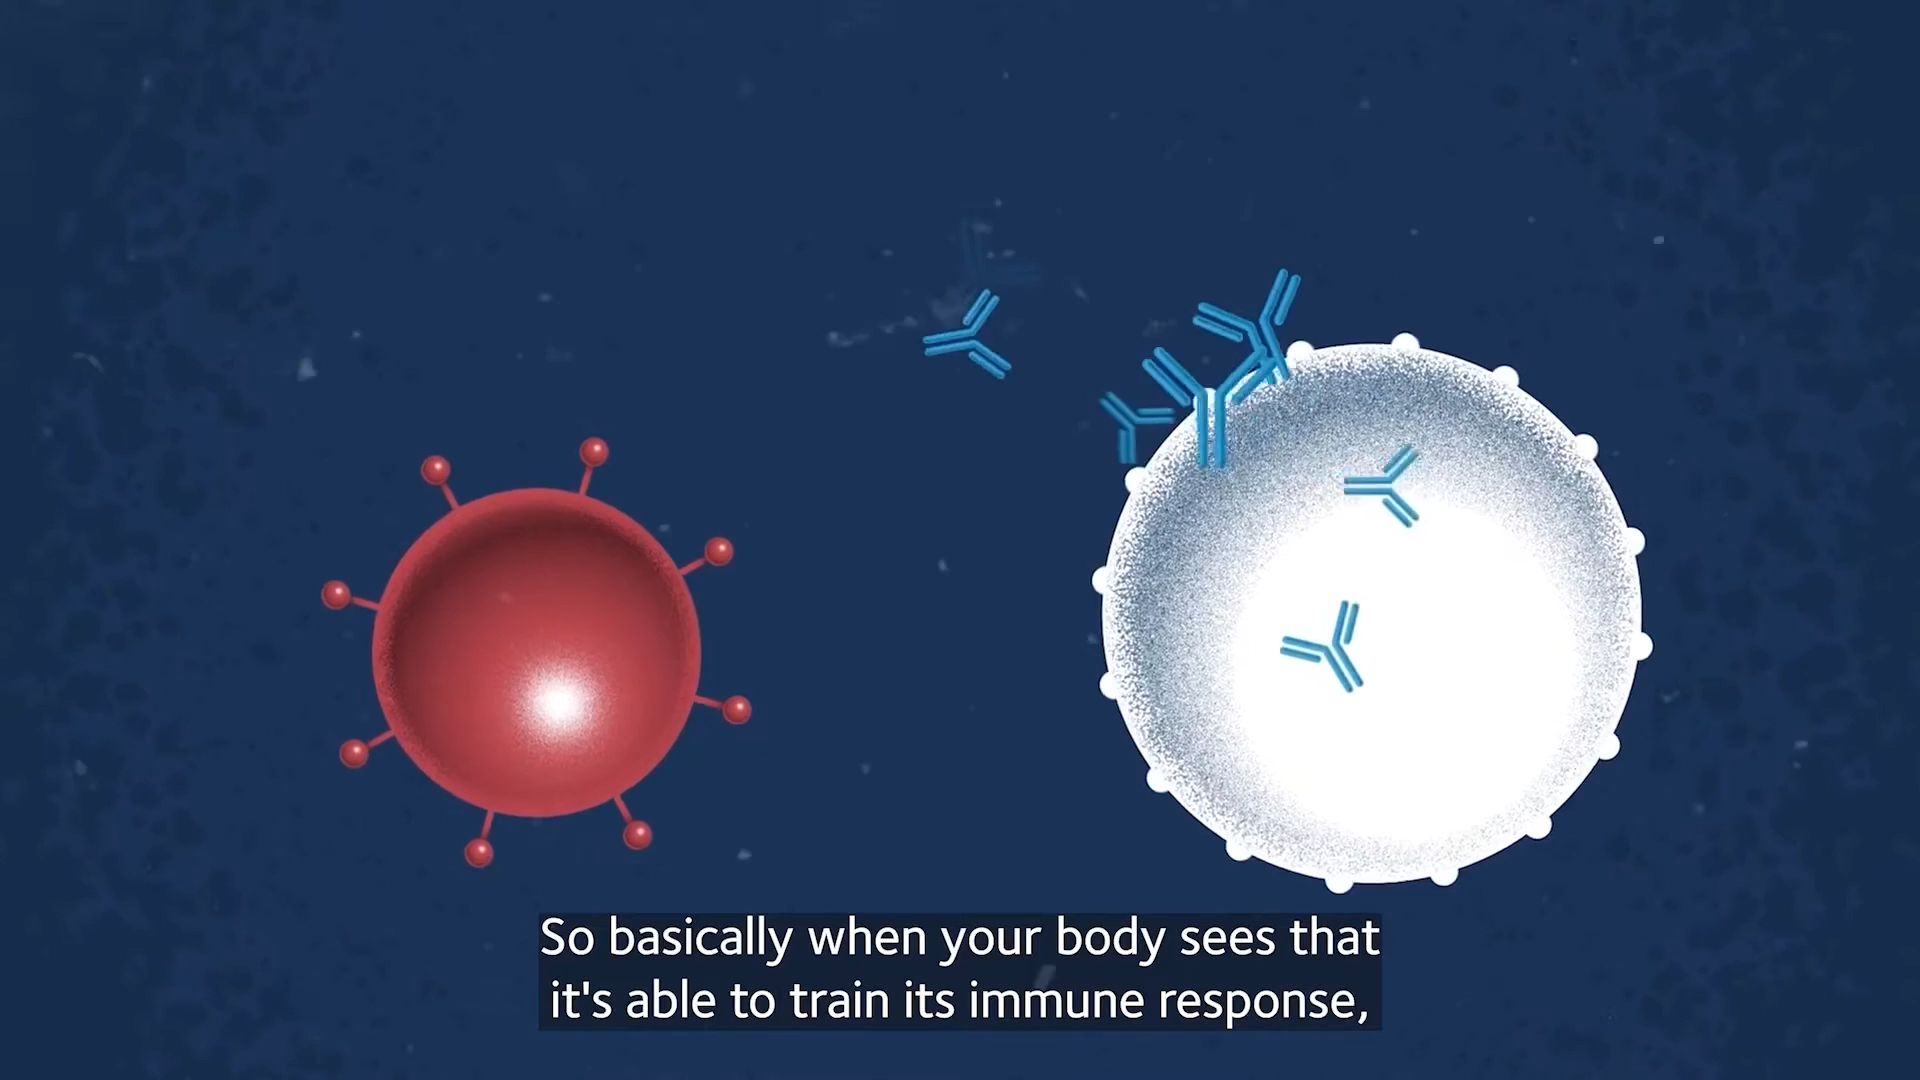 So basically when your body sees that
it's able to train its immune response,